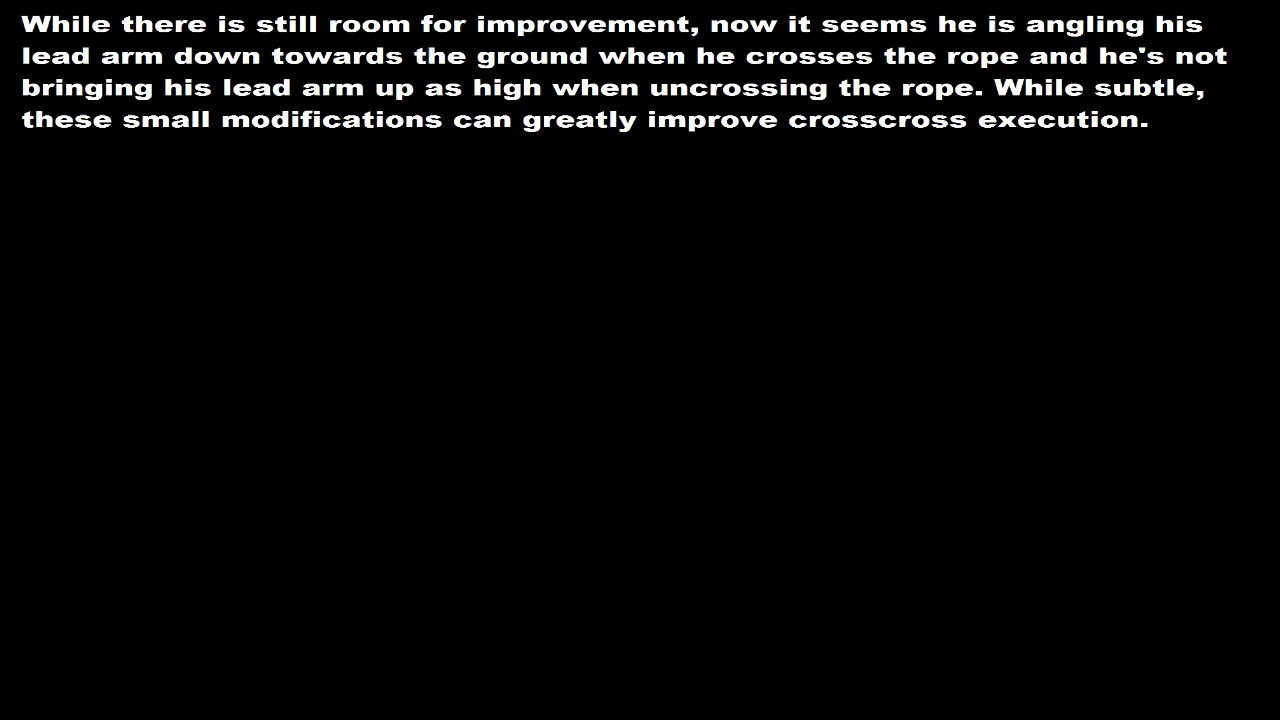 While there is still room for improvement, now it seems he is angling his
lead arm down towards the ground when he crosses the rope and he's not
bringing his lead arm up as high when uncrossing the rope. While subtle,
these small modifications can greatly improve crosscross execution.